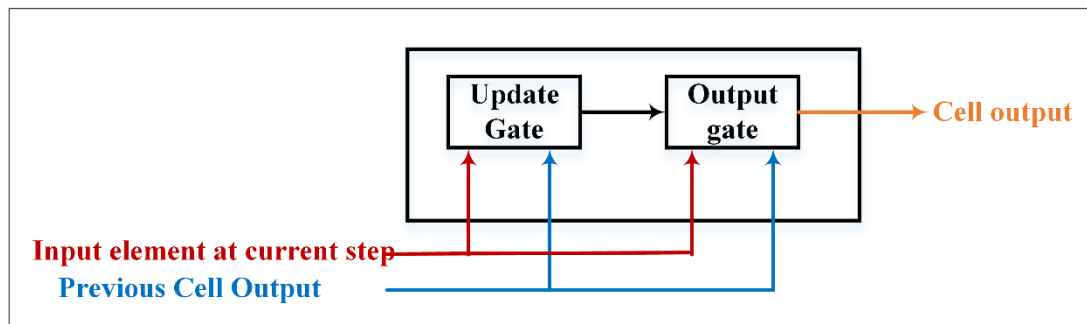 Update
Gate
Output
gate
Cell output
Input element at current step
Previous Cell Output